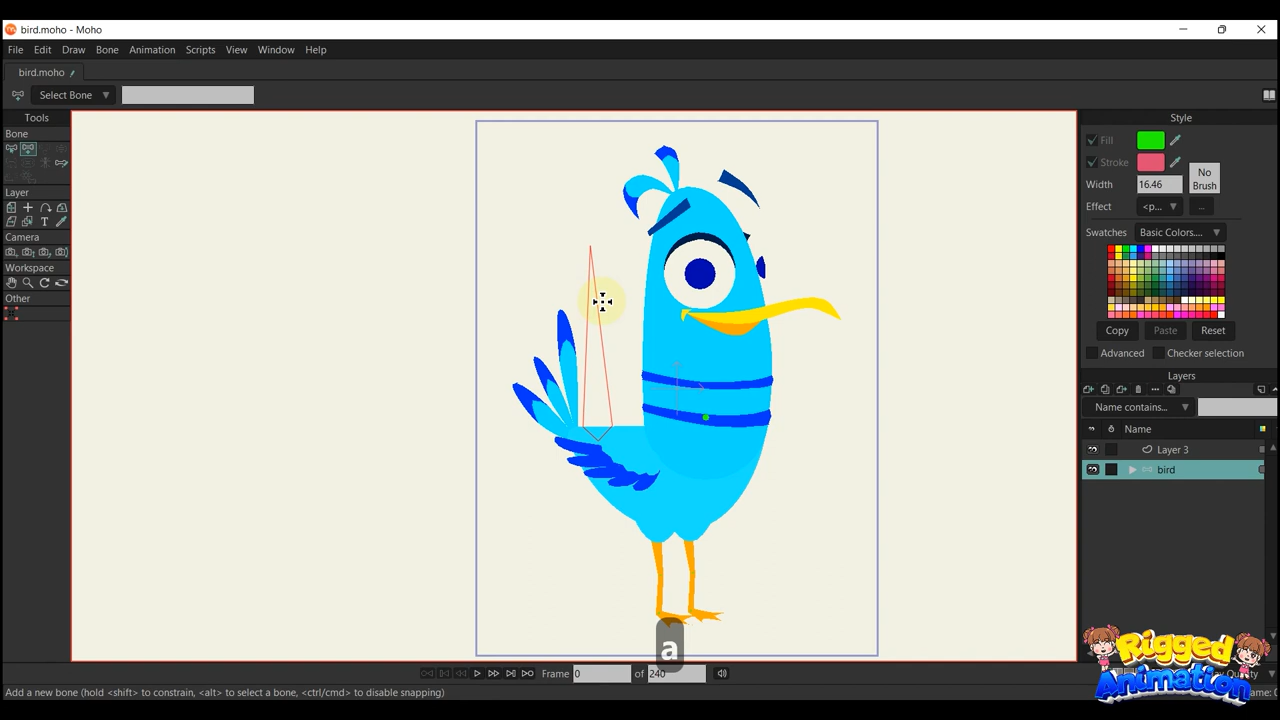 bird.moho - Moho
File Edit Draw Bone Animation Scripts View Window Help
bird.moho
Select Bone
Tools
Bone
Layer
T
Camera
Workspace
Other
Style
Fill
Stroke
No Brush
Width 16.46
Effect <p... ...
Swatches Basic Colors....
Copy Paste Reset
Advanced Checker selection
Layers
Name contains...
Name
Layer 3
bird
a
Frame 0 of 240
Add a new bone (hold <shift> to constrain, <alt> to select a bone, <ctrl/cmd> to disable snapping)
Rigged
Animation